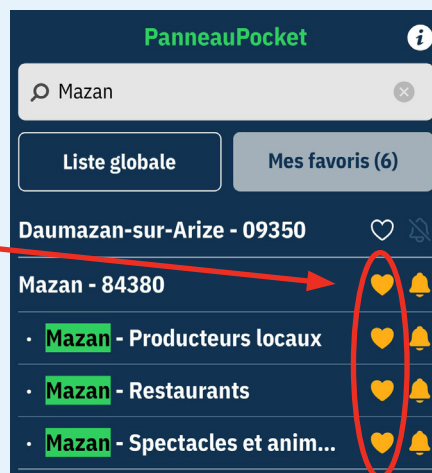 PanneauPocket
i
Mazan
Liste globale
Mes favoris (6)
Daumazan-sur-Arize - 09350
Mazan - 84380
· Mazan - Producteurs locaux
· Mazan - Restaurants
· Mazan - Spectacles et anim...